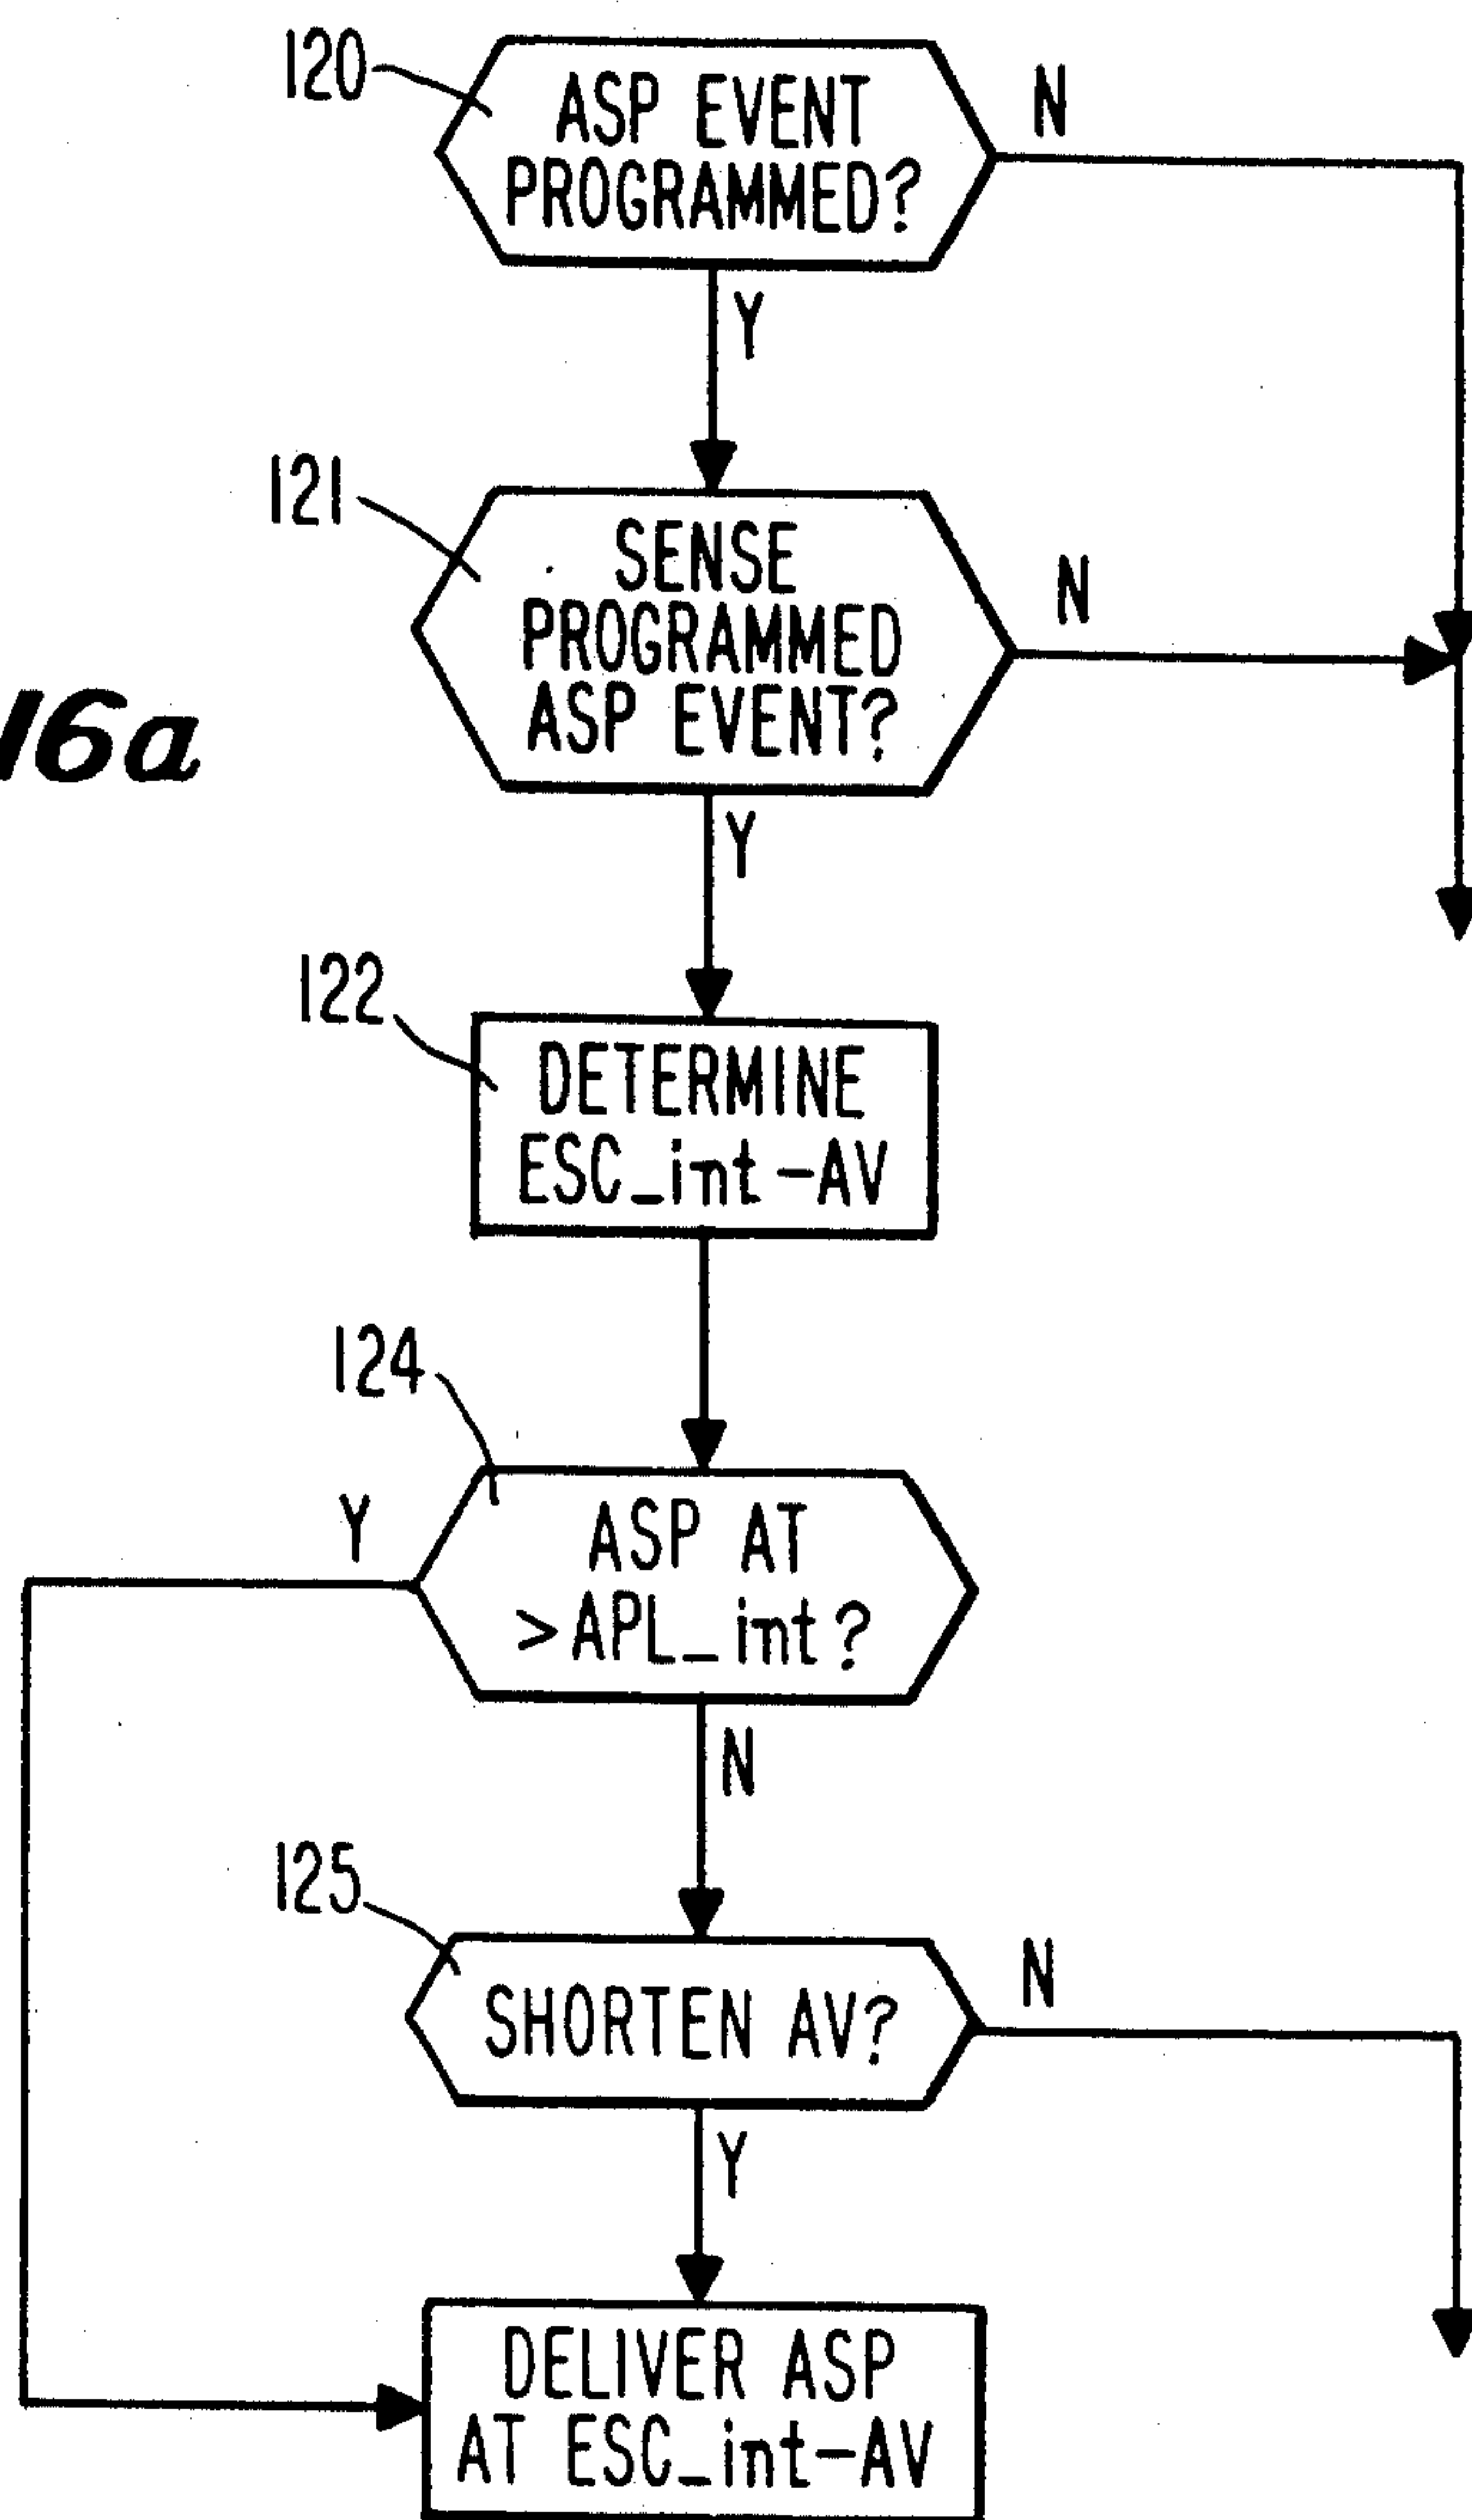 120
ASP EVENT
PROGRAMMED?
N
Y
121
SENSE
PROGRAMMED
ASP EVENT?
N
16a
Y
122
DETERMINE
ESC_int-AV
124
Y
ASP AT
>APL_int?
N
125
SHORTEN AV?
N
Y
DELIVER ASP
AT ESC_int-AV